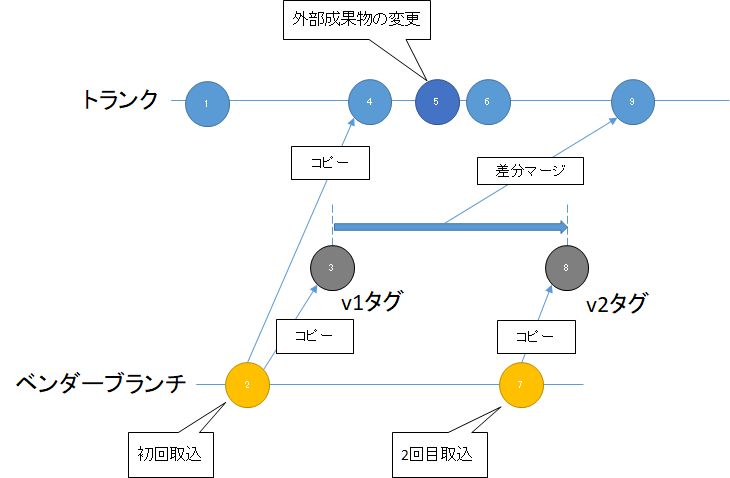 外部成果物の変更
トランク
1
4
5
6
9
コピー
差分マージ
3
8
v1タグ
v2タグ
コピー
コピー
ベンダーブランチ
2
7
初回取込
2回目取込